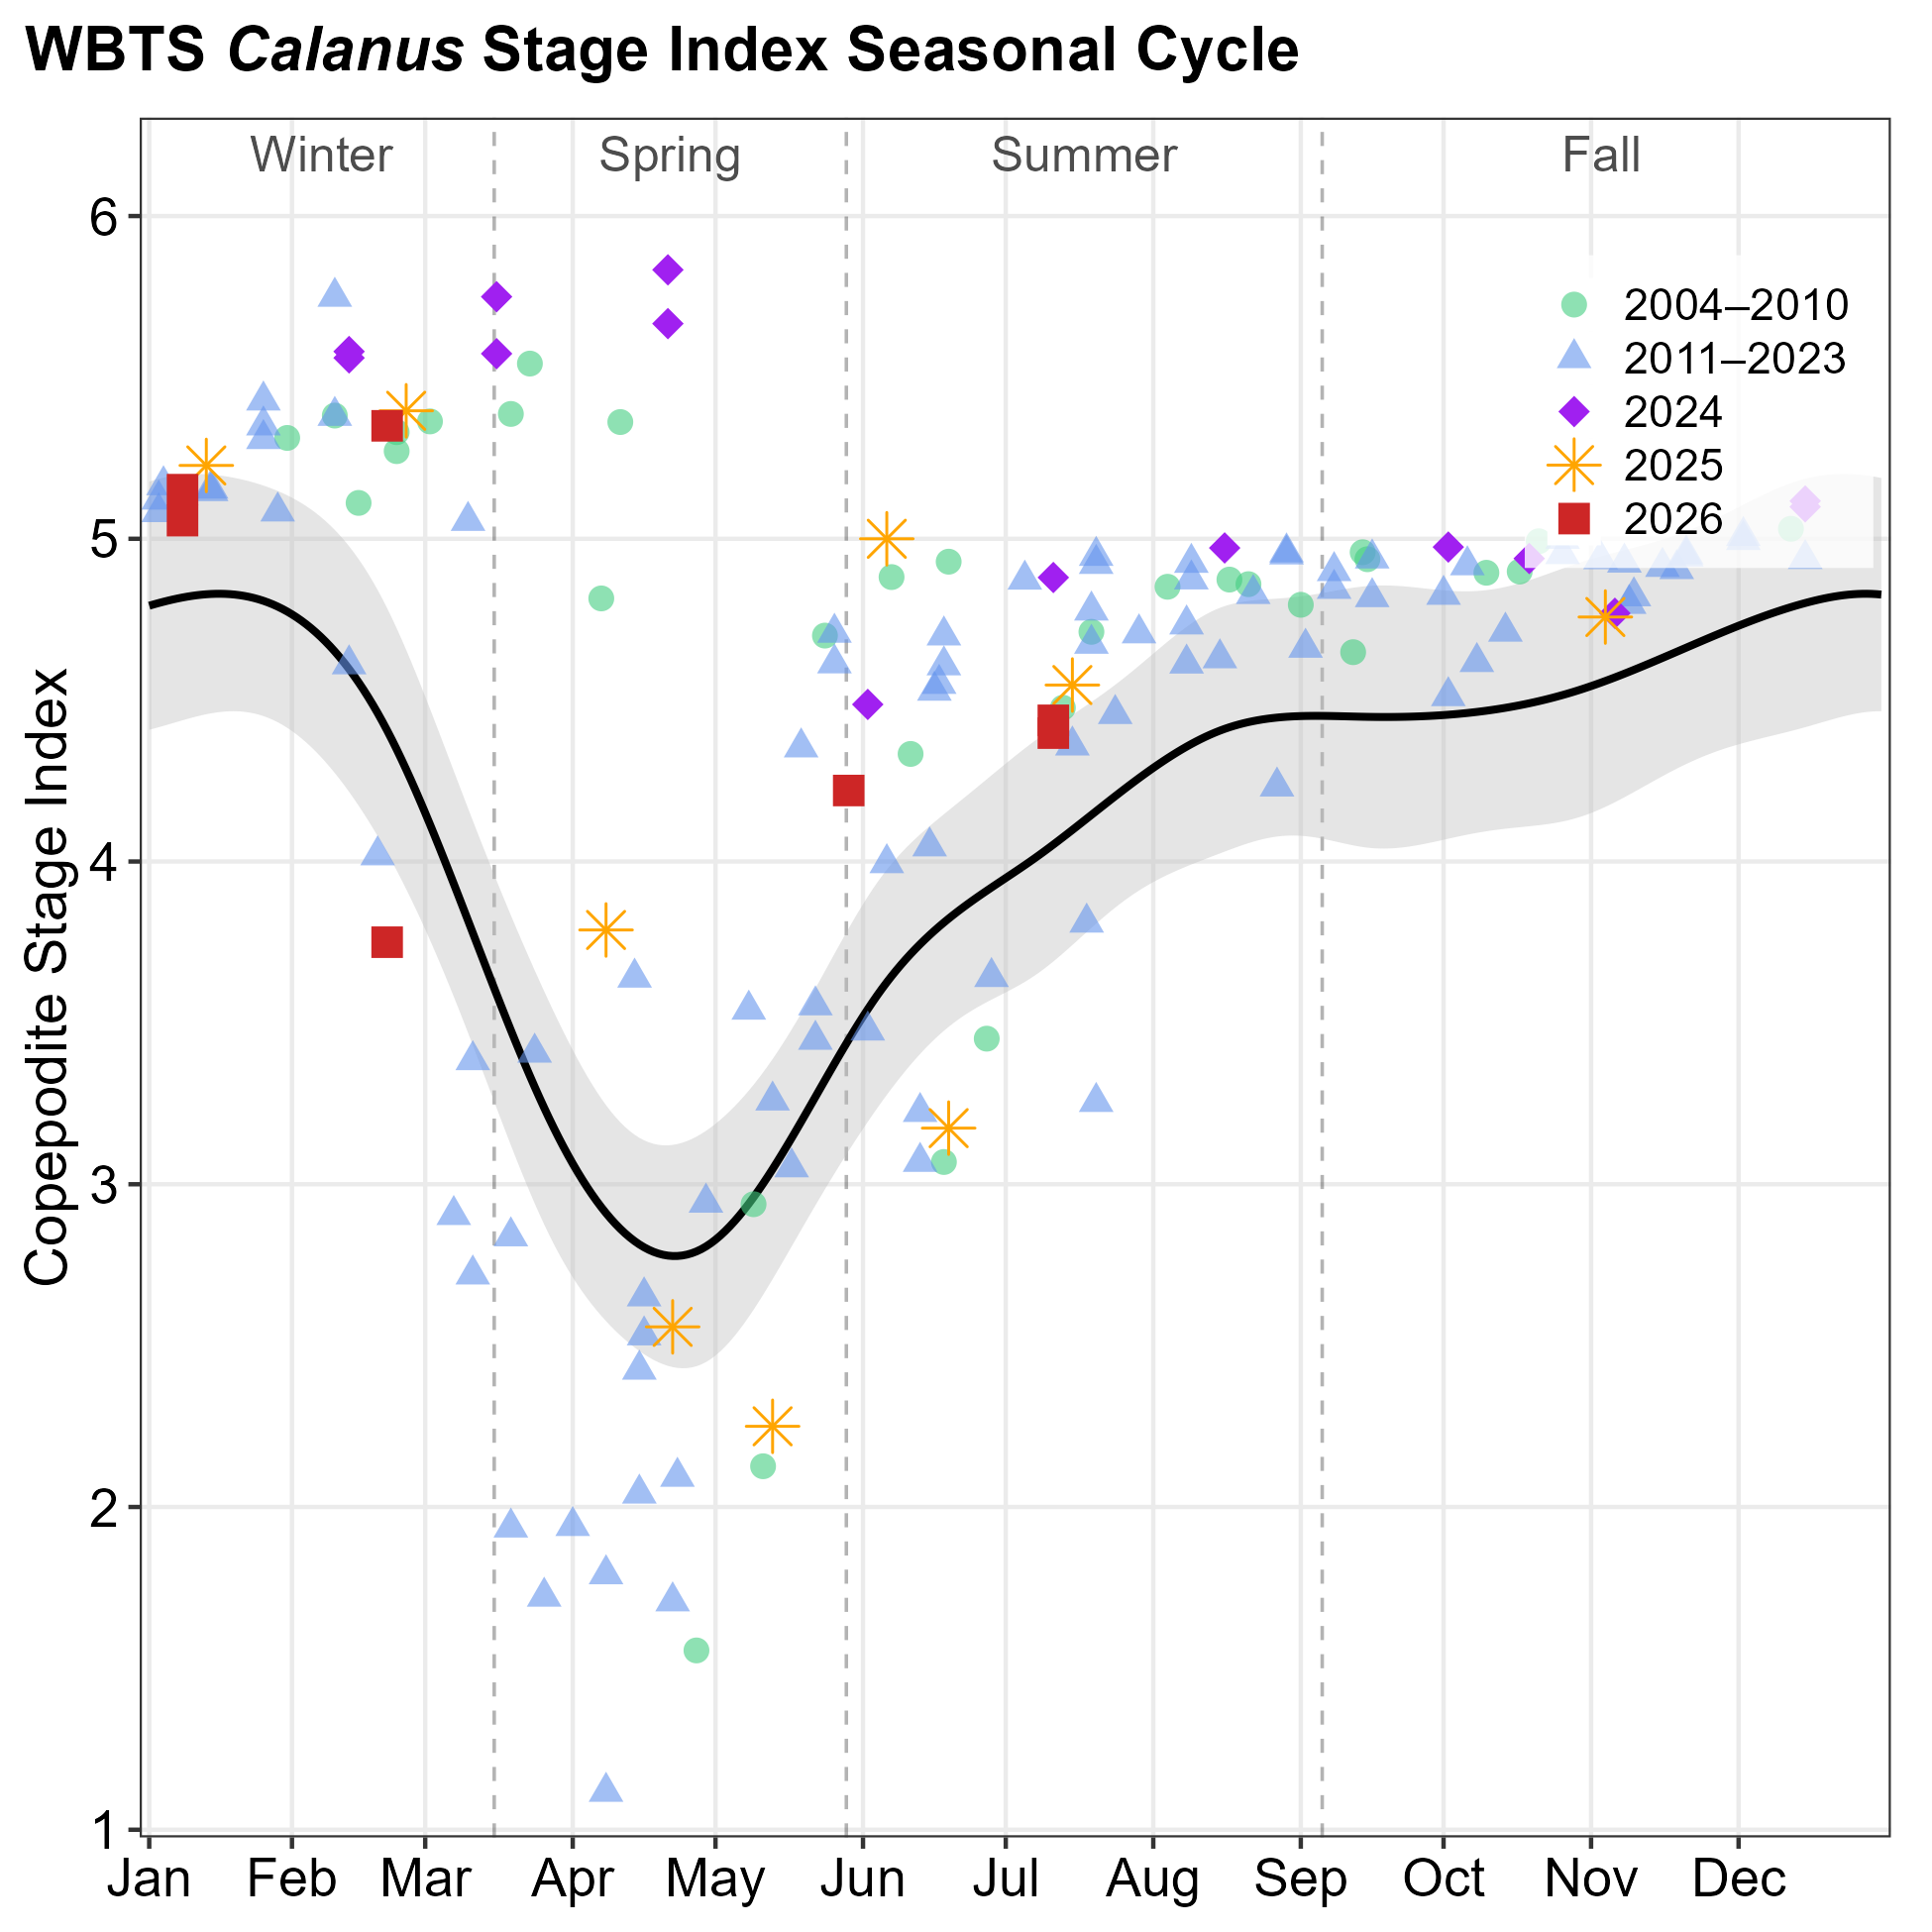 WBTS Calanus Stage Index Seasonal Cycle
Winter Spring Summer Fall
6
5
4
3
2
1
Copepodite Stage Index
2004–2010
2011–2023
2024
2025
2026
Jan Feb Mar Apr May Jun Jul Aug Sep Oct Nov Dec